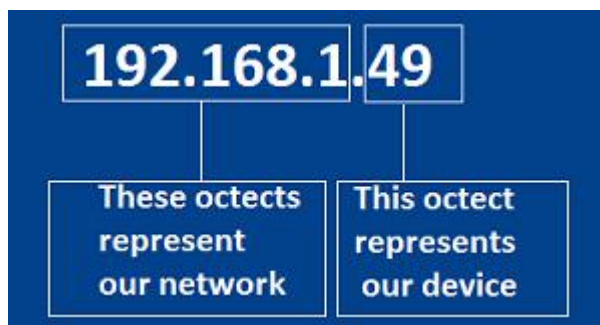 192.168.1.49
These octects
represent
our network
This octect
represents
our device